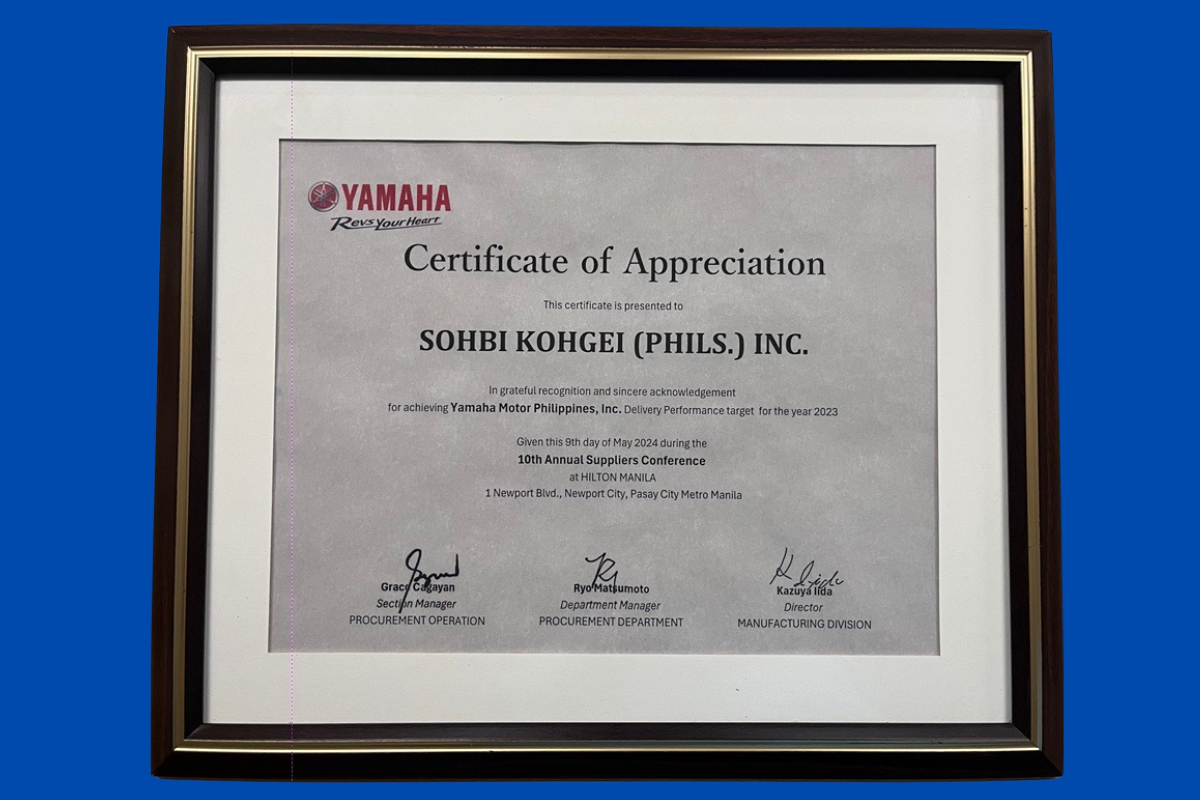 YAMAHA
Revs Your Heart
Certificate of Appreciation
This certificate is presented to
SOHBI KOHGEI (PHILS.) INC.
In grateful recognition and sincere acknowledgement
for achieving Yamaha Motor Philippines, Inc. Delivery Performance target for the year 2023
Given this 9th day of May 2024 during the
10th Annual Suppliers Conference
at HILTON MANILA
1 Newport Blvd., Newport City, Pasay City Metro Manila
Grace Cagayan
Section Manager
PROCUREMENT OPERATION
Ryo Matsumoto
Department Manager
PROCUREMENT DEPARTMENT
Kazuya Iida
Director
MANUFACTURING DIVISION